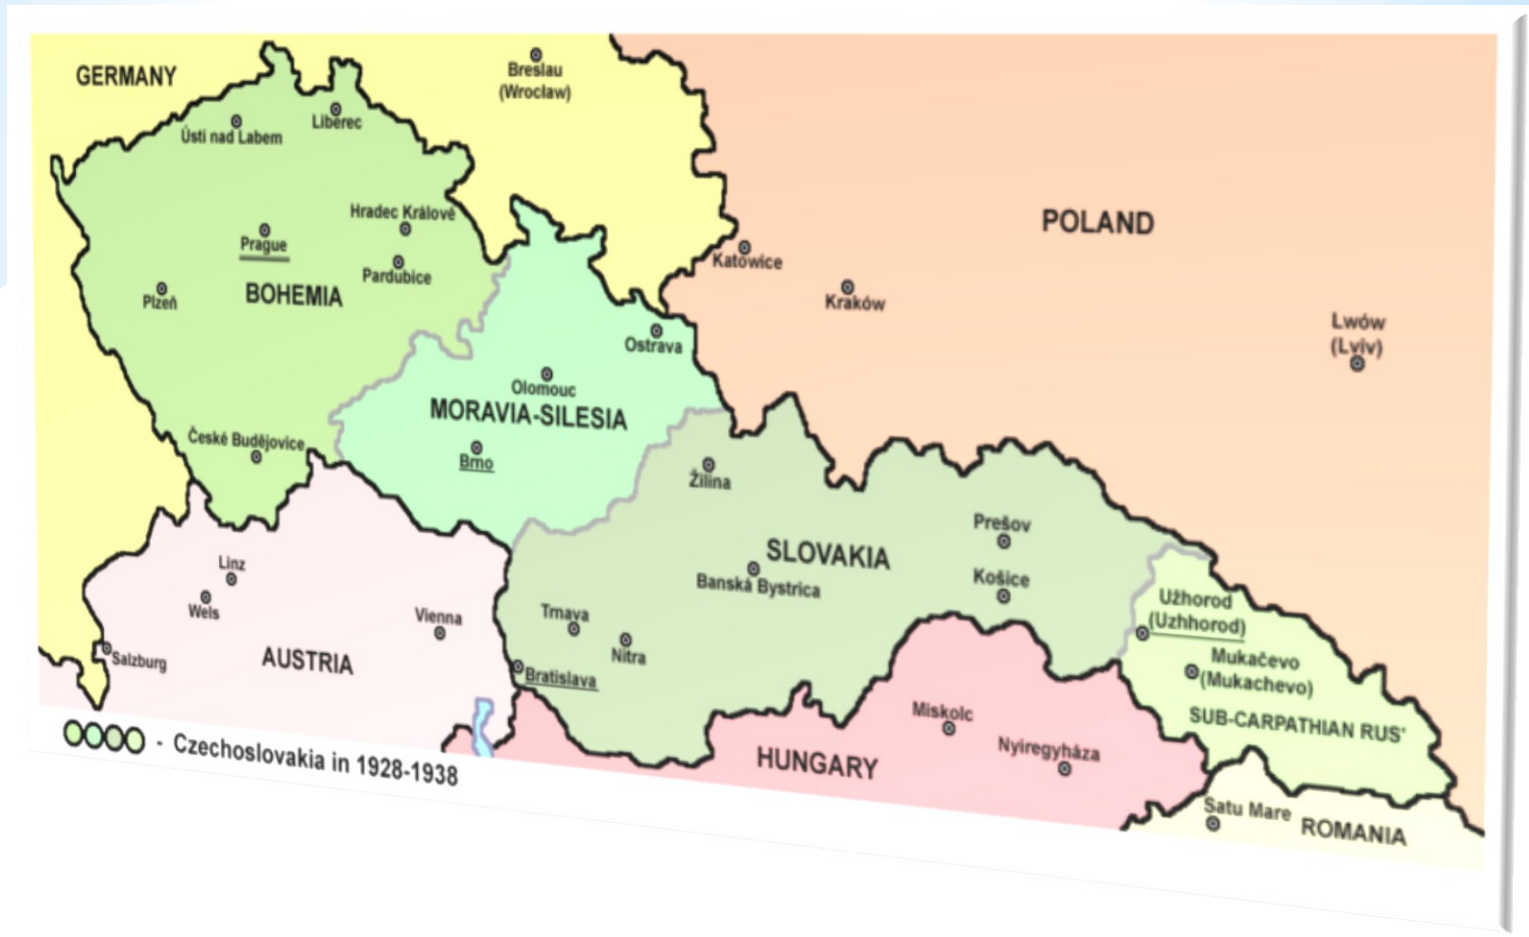 GERMANY
Breslau
(Wrocław)
Ústí nad Labem
Liberec
Hradec Králové
Prague
Pardubice
Plzeň
BOHEMIA
POLAND
Katowice
Kraków
Lwów
(Lviv)
Ostrava
Olomouc
MORAVIA-SILESIA
Brno
České Budějovice
Žilina
Prešov
SLOVAKIA
Banská Bystrica
Košice
Linz
Wels
Vienna
Trnava
Nitra
Užhorod
(Uzhhorod)
Mukačevo
(Mukachevo)
Salzburg
AUSTRIA
Bratislava
SUB-CARPATHIAN RUS'
Miskolc
Nyiregyháza
HUNGARY
Satu Mare
ROMANIA
- Czechoslovakia in 1928-1938